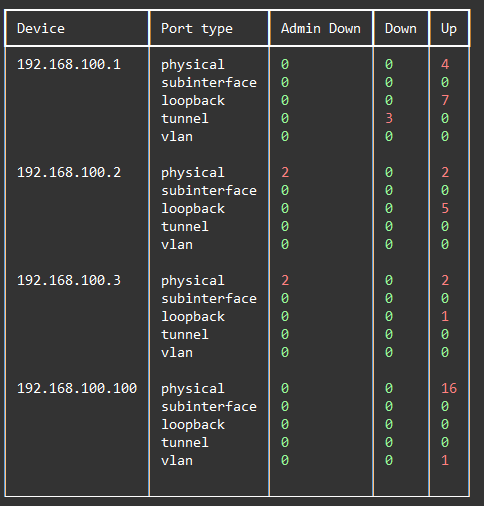 Device Port type Admin Down Down Up
192.168.100.1 physical 0 0 4
subinterface 0 0 0
loopback 0 0 7
tunnel 0 3 0
vlan 0 0 0
192.168.100.2 physical 2 0 2
subinterface 0 0 0
loopback 0 0 5
tunnel 0 0 0
vlan 0 0 0
192.168.100.3 physical 2 0 2
subinterface 0 0 0
loopback 0 0 1
tunnel 0 0 0
vlan 0 0 0
192.168.100.100 physical 0 0 16
subinterface 0 0 0
loopback 0 0 0
tunnel 0 0 0
vlan 0 0 1